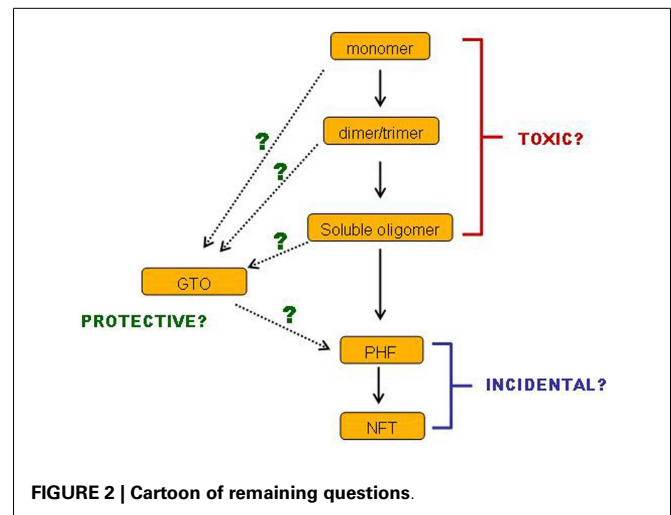 monomer
?
dimer/trimer
TOXIC?
?
Soluble oligomer
?
GTO
PROTECTIVE?
?
PHF
INCIDENTAL?
NFT
FIGURE 2 | Cartoon of remaining questions.